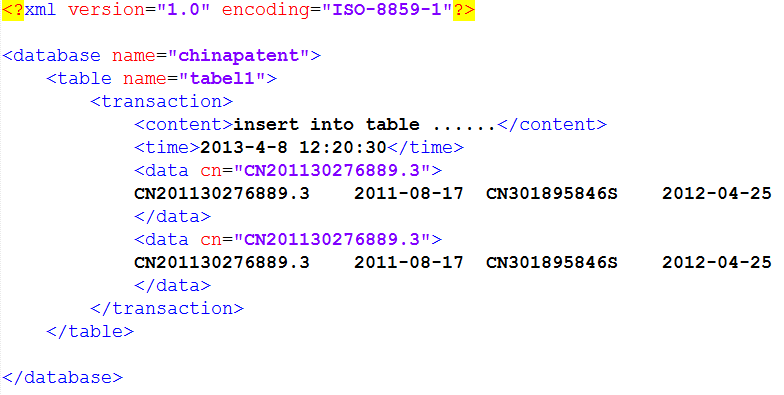 <?xml version="1.0" encoding="ISO-8859-1"?>
<database name="chinapatent">
<table name="tabel1">
<transaction>
<content>insert into table ......</content>
<time>2013-4-8 12:20:30</time>
<data cn="CN201130276889.3">
CN201130276889.3    2011-08-17  CN301895846S    2012-04-25
</data>
<data cn="CN201130276889.3">
CN201130276889.3    2011-08-17  CN301895846S    2012-04-25
</data>
</transaction>
</table>
</database>